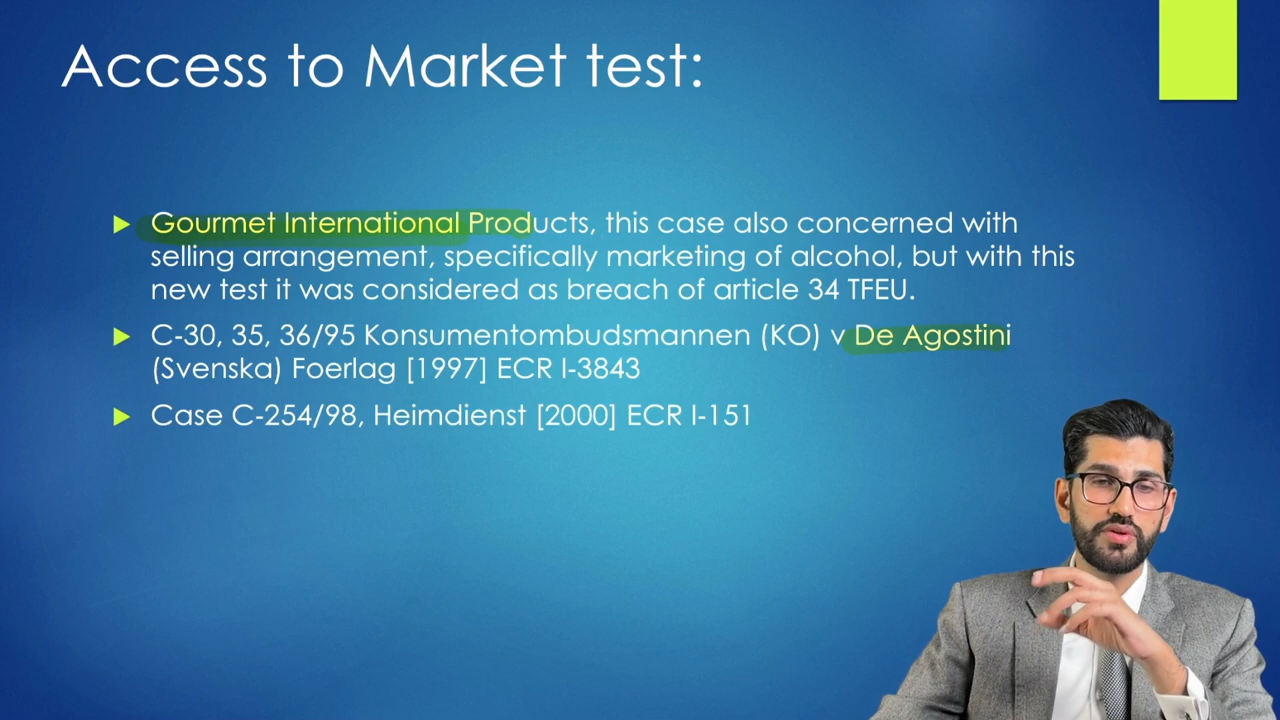 Access to Market test:
Gourmet International Products, this case also concerned with
selling arrangement, specifically marketing of alcohol, but with this
new test it was considered as breach of article 34 TFEU.
C-30, 35, 36/95 Konsumentombudsmannen (KO) v De Agostini
(Svenska) Foerlag [1997] ECR I-3843
Case C-254/98, Heimdienst [2000] ECR I-151